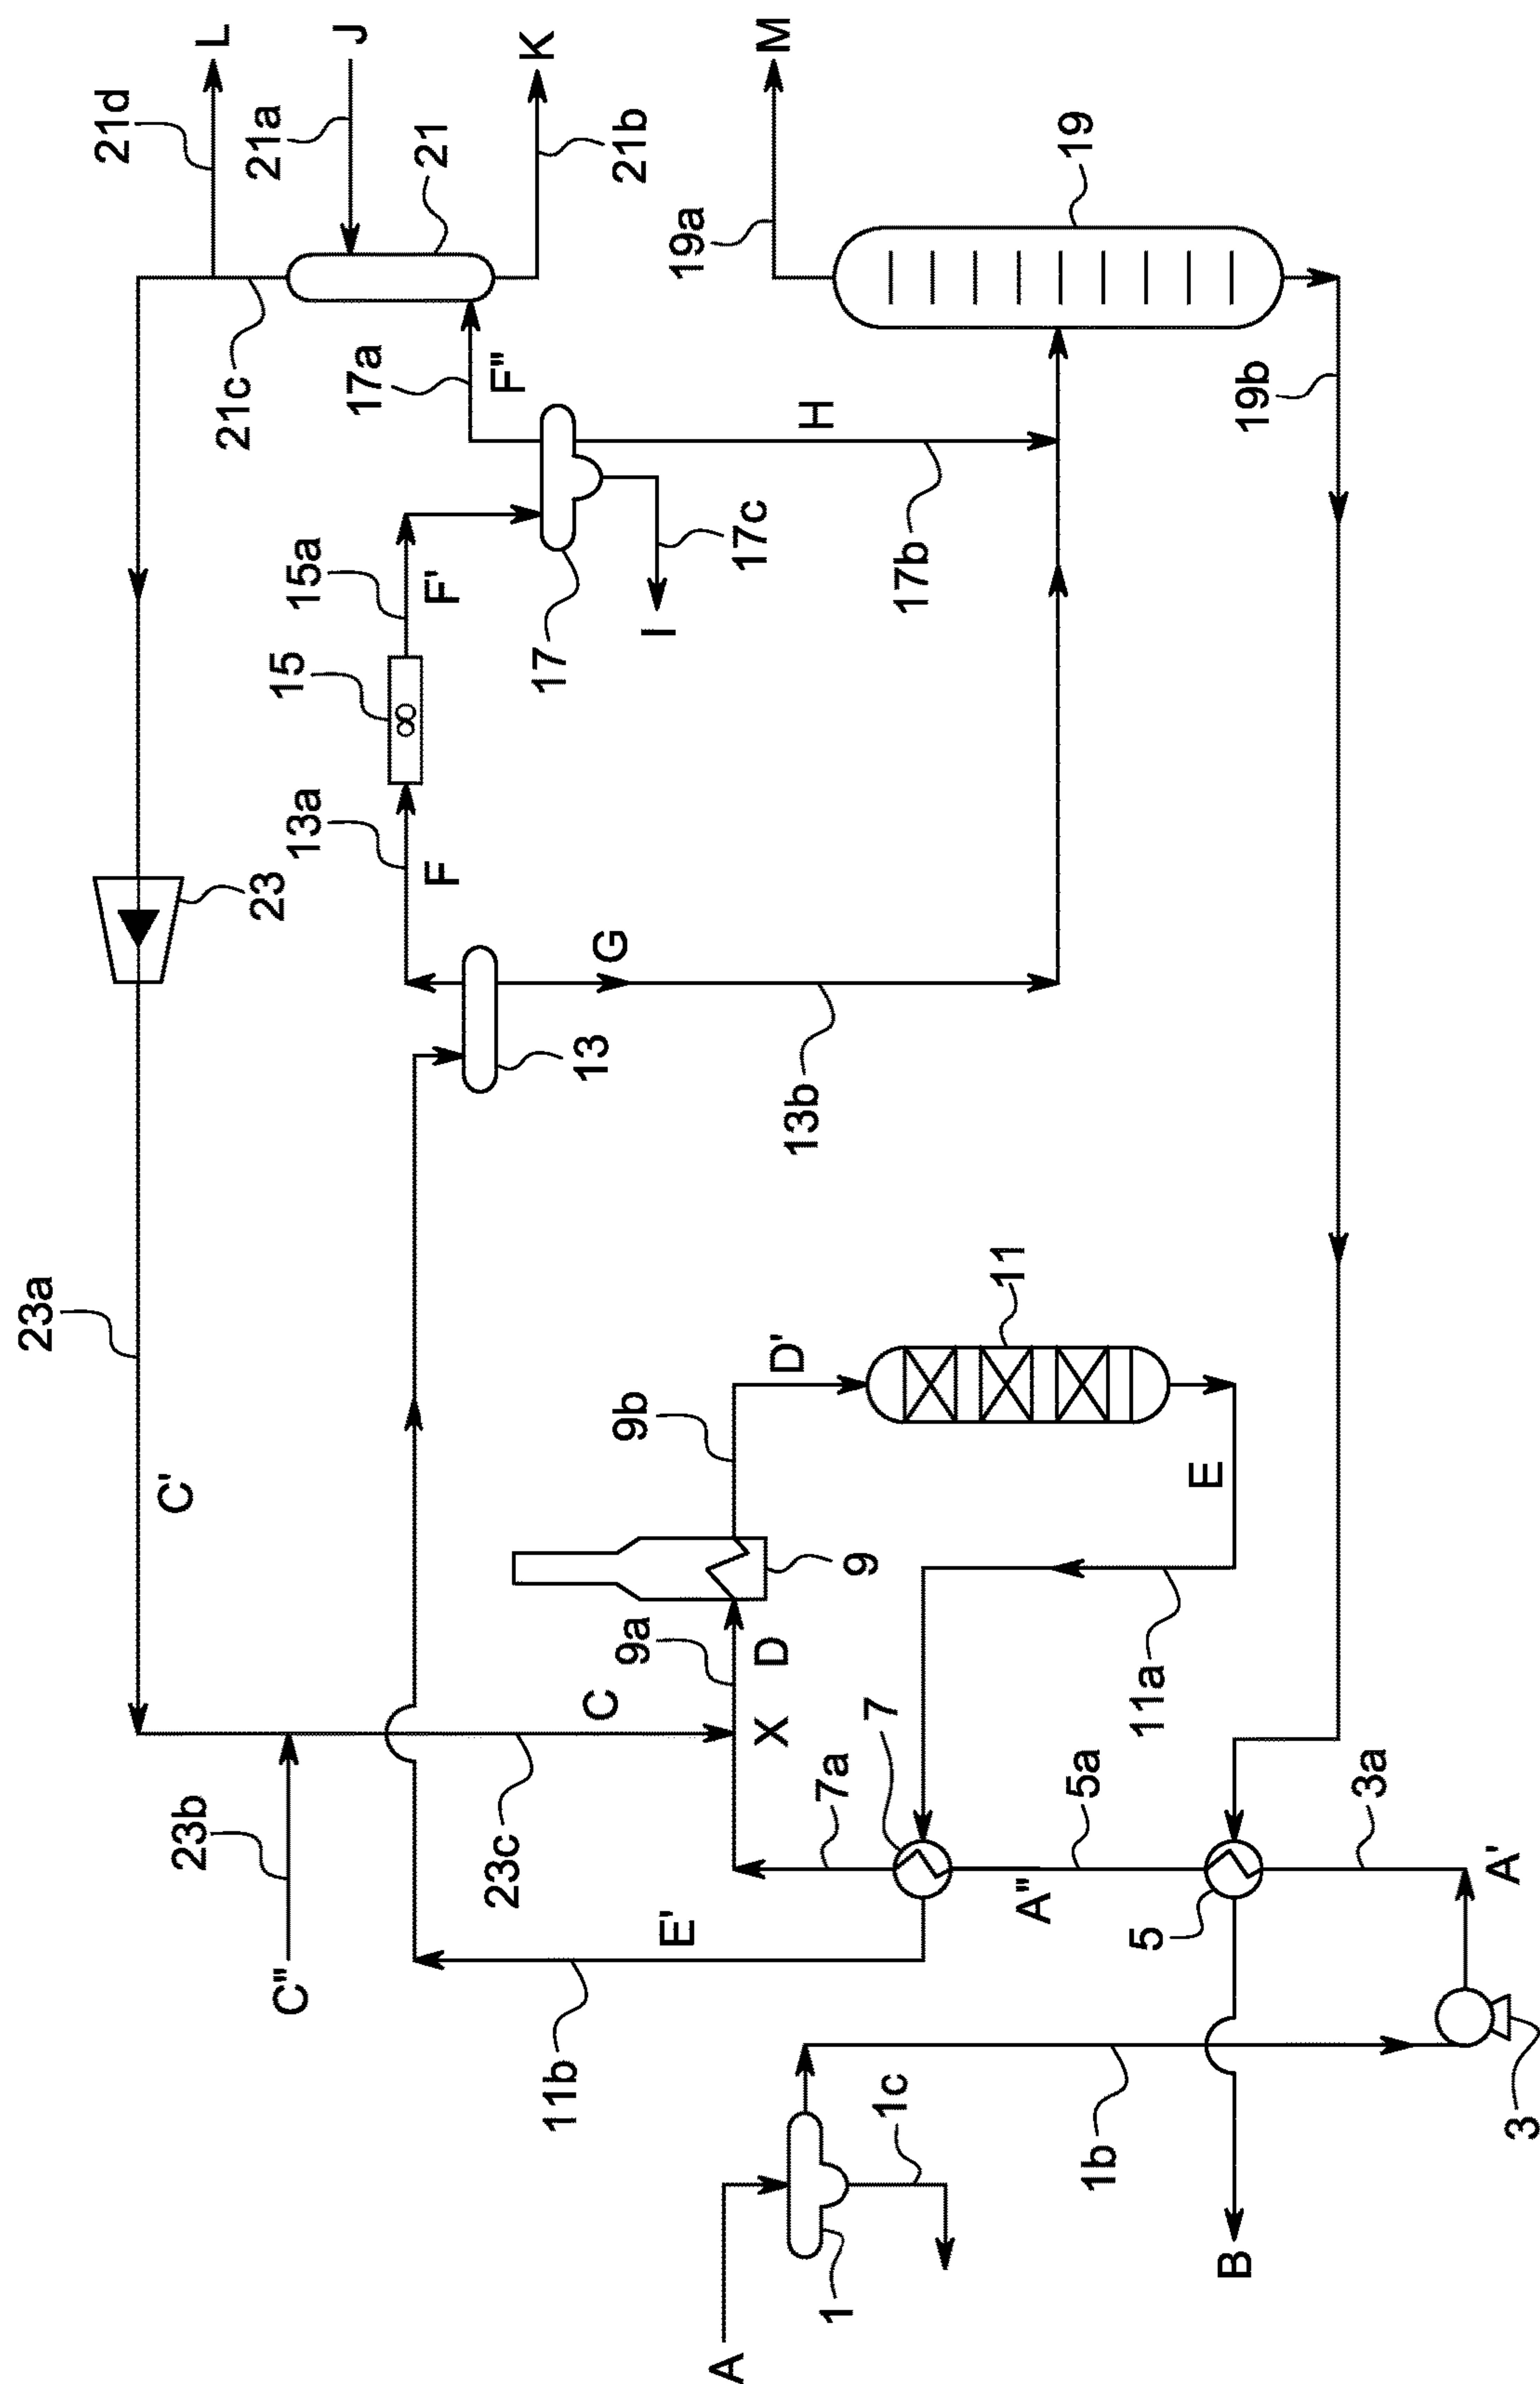 L
J
K
M
21d
21a
21
21b
19a
19
21c
17a
F"
H
19b
15a
F'
17c
17b
I
17
15
13a
F
23
G
13
13b
23a
C'
11
D'
9b
E
9
9a
D
C
X
11a
7
7a
5a
3a
23b
23c
C"
E'
A"
A'
5
11b
1c
1b
3
1
B
A